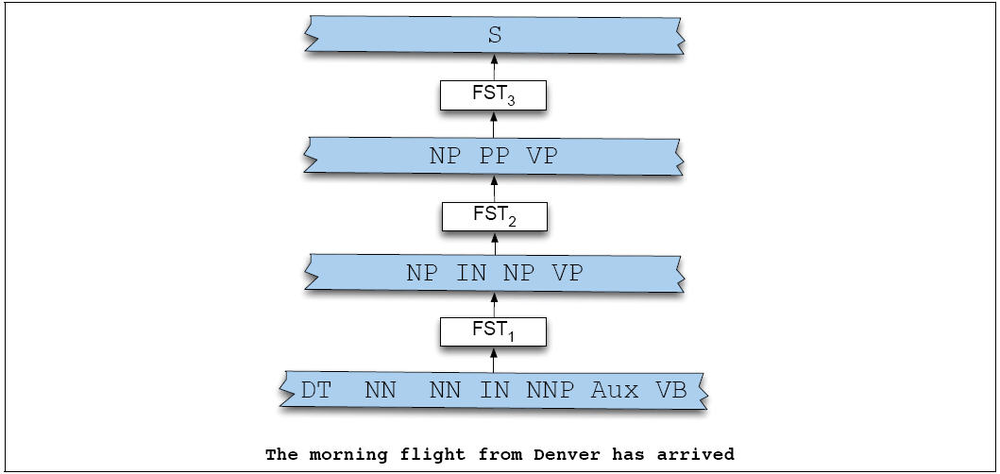 S
FST3
NP PP VP
FST2
NP IN NP VP
FST1
DT NN NN IN NNP Aux VB
The morning flight from Denver has arrived